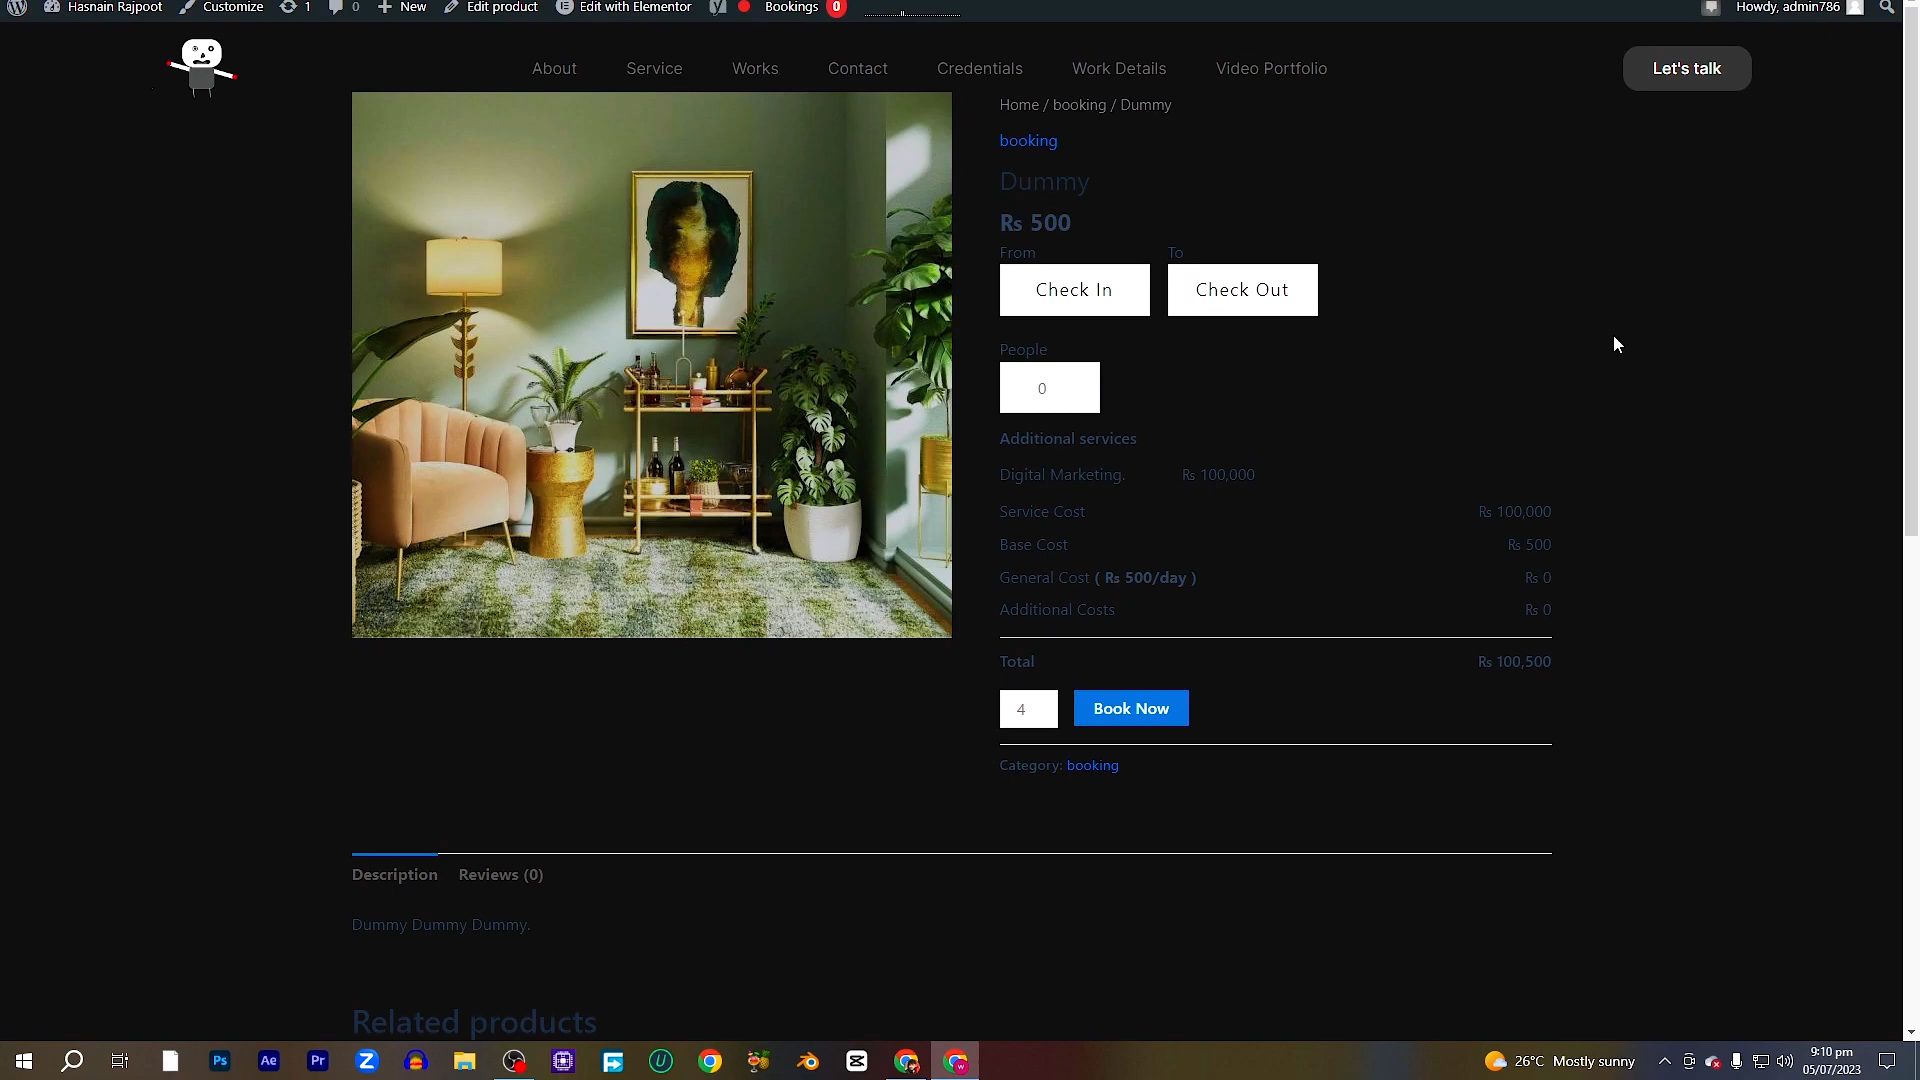 Hasnain Rajpoot Customize 1 0 New Edit product Edit with Elementor Bookings 0 Howdy, admin786
About Service Works Contact Credentials Work Details Video Portfolio Let's talk
Home / booking / Dummy
booking
Dummy
₨ 500
From To
Check In Check Out
People
0
Additional services
Digital Marketing. ₨ 100,000
Service Cost ₨ 100,000
Base Cost ₨ 500
General Cost ( ₨ 500/day ) ₨ 0
Additional Costs ₨ 0
Total ₨ 100,500
4 Book Now
Category: booking
Description Reviews (0)
Dummy Dummy Dummy.
Related products
Ps Ae Pr Z U 26°C Mostly sunny 9:10 pm
05/07/2023